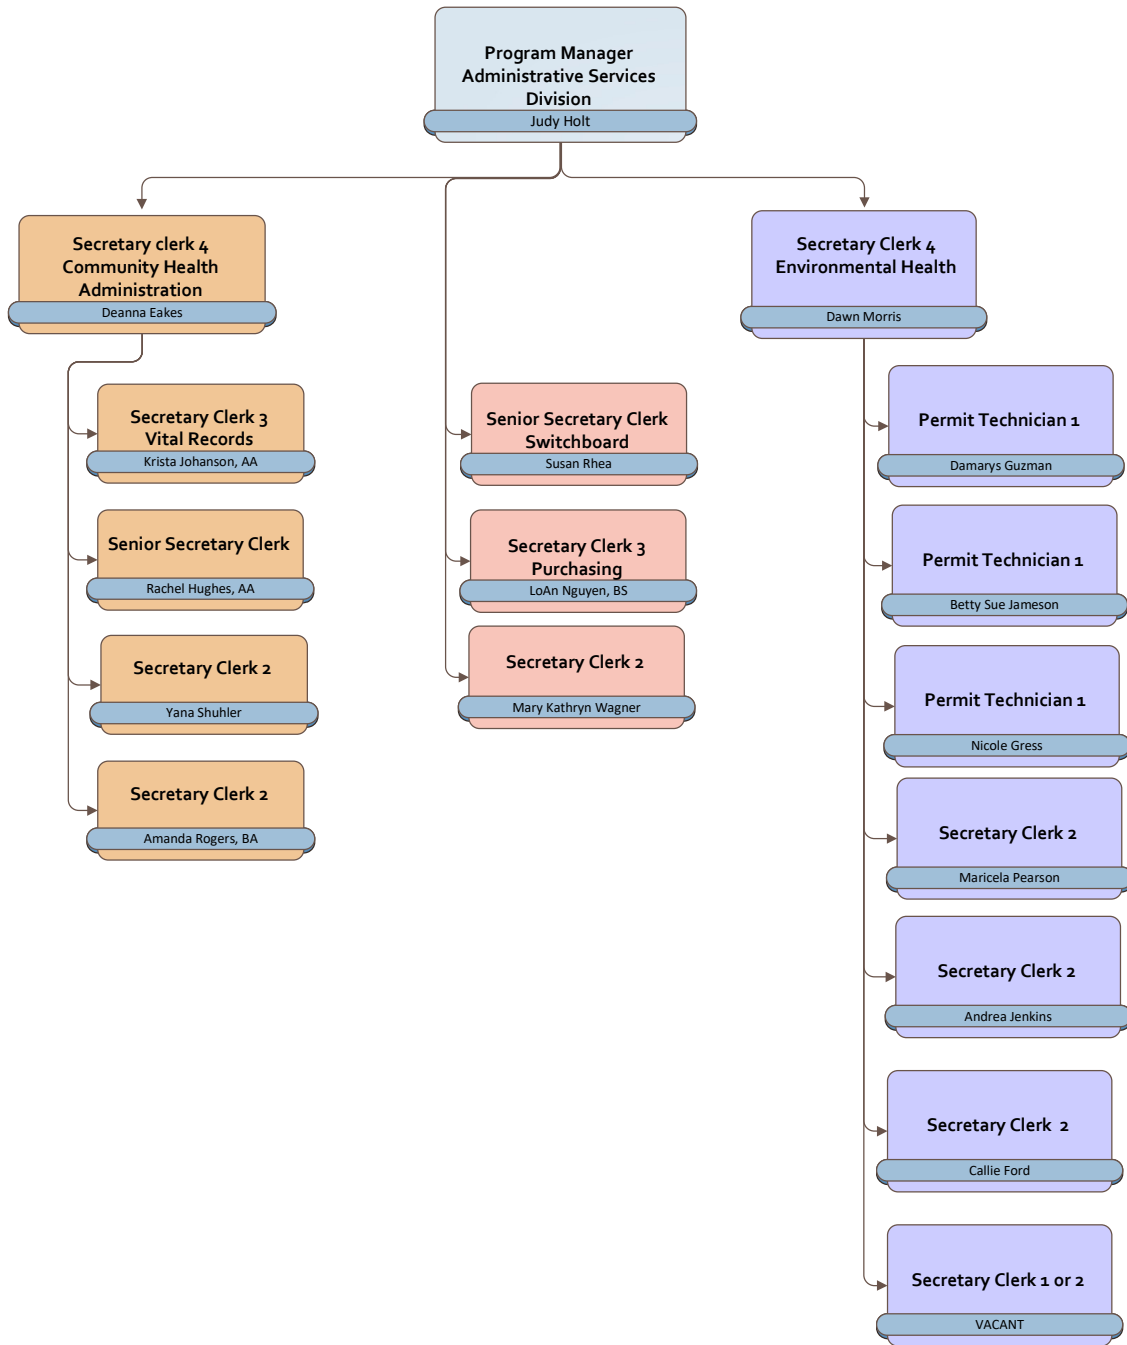 Program Manager
Administrative Services
Division
Judy Holt
Secretary clerk 4
Community Health
Administration
Deanna Eakes
Secretary Clerk 3
Vital Records
Krista Johanson, AA
Senior Secretary Clerk
Rachel Hughes, AA
Secretary Clerk 2
Yana Shuhler
Secretary Clerk 2
Amanda Rogers, BA
Senior Secretary Clerk
Switchboard
Susan Rhea
Secretary Clerk 3
Purchasing
LoAn Nguyen, BS
Secretary Clerk 2
Mary Kathryn Wagner
Secretary Clerk 4
Environmental Health
Dawn Morris
Permit Technician 1
Damarys Guzman
Permit Technician 1
Betty Sue Jameson
Permit Technician 1
Nicole Gress
Secretary Clerk 2
Maricela Pearson
Secretary Clerk 2
Andrea Jenkins
Secretary Clerk  2
Callie Ford
Secretary Clerk 1 or 2
VACANT